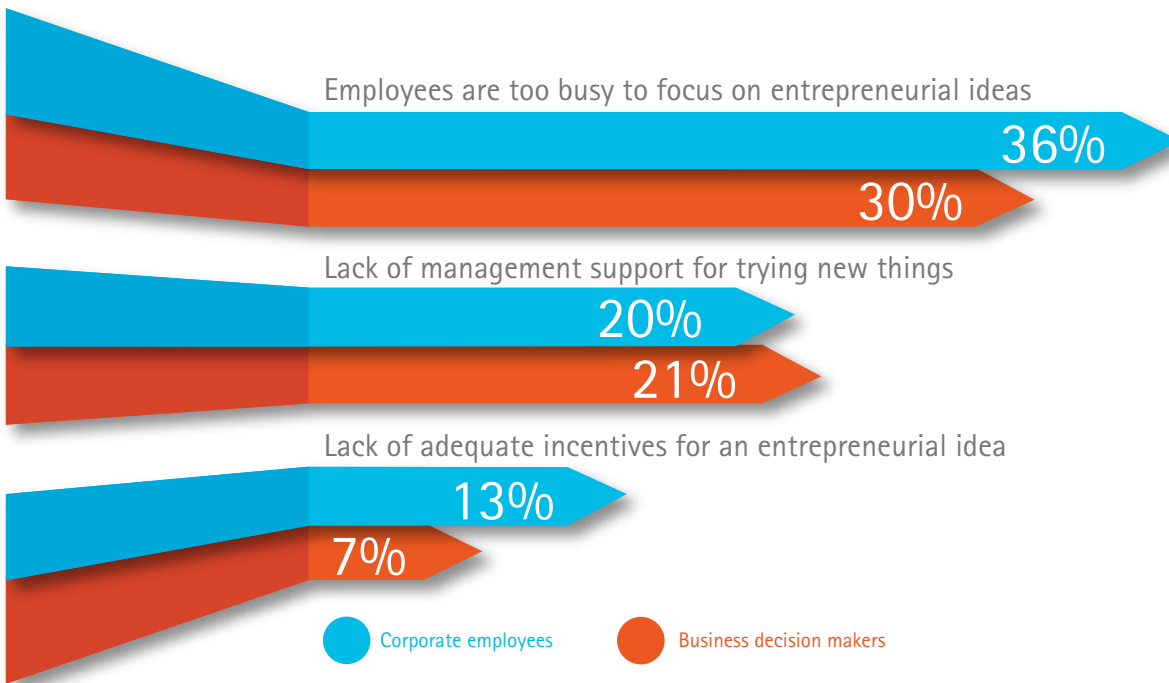 Employees are too busy to focus on entrepreneurial ideas
36%
30%
Lack of management support for trying new things
20%
21%
Lack of adequate incentives for an entrepreneurial idea
13%
7%
Corporate employees
Business decision makers